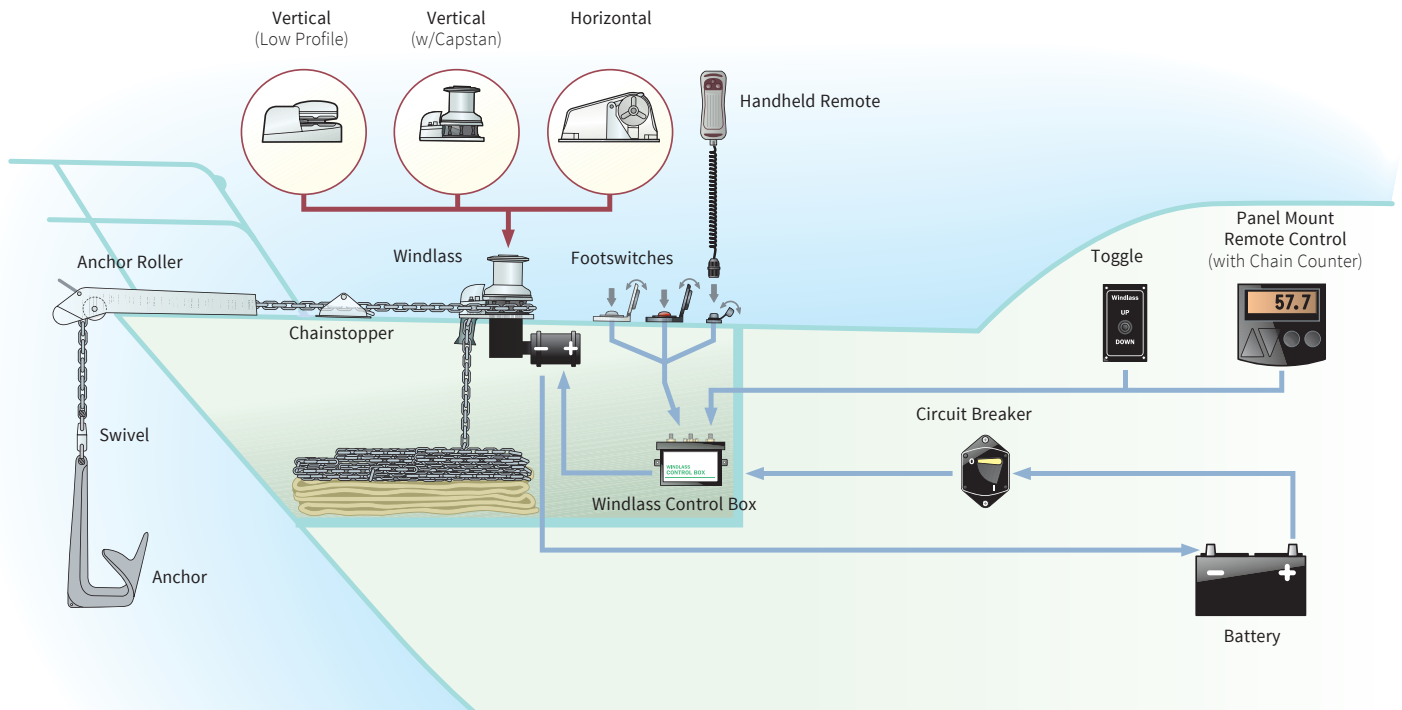 Vertical
(Low Profile)
Vertical
(w/Capstan)
Horizontal
Handheld Remote
Panel Mount
Remote Control
(with Chain Counter)
Toggle
Windlass
Footswitches
Anchor Roller
Chainstopper
Windlass
UP
DOWN
57.7
- +
Circuit Breaker
O
I
Swivel
WINDLASS
CONTROL BOX
Windlass Control Box
Anchor
- +
Battery